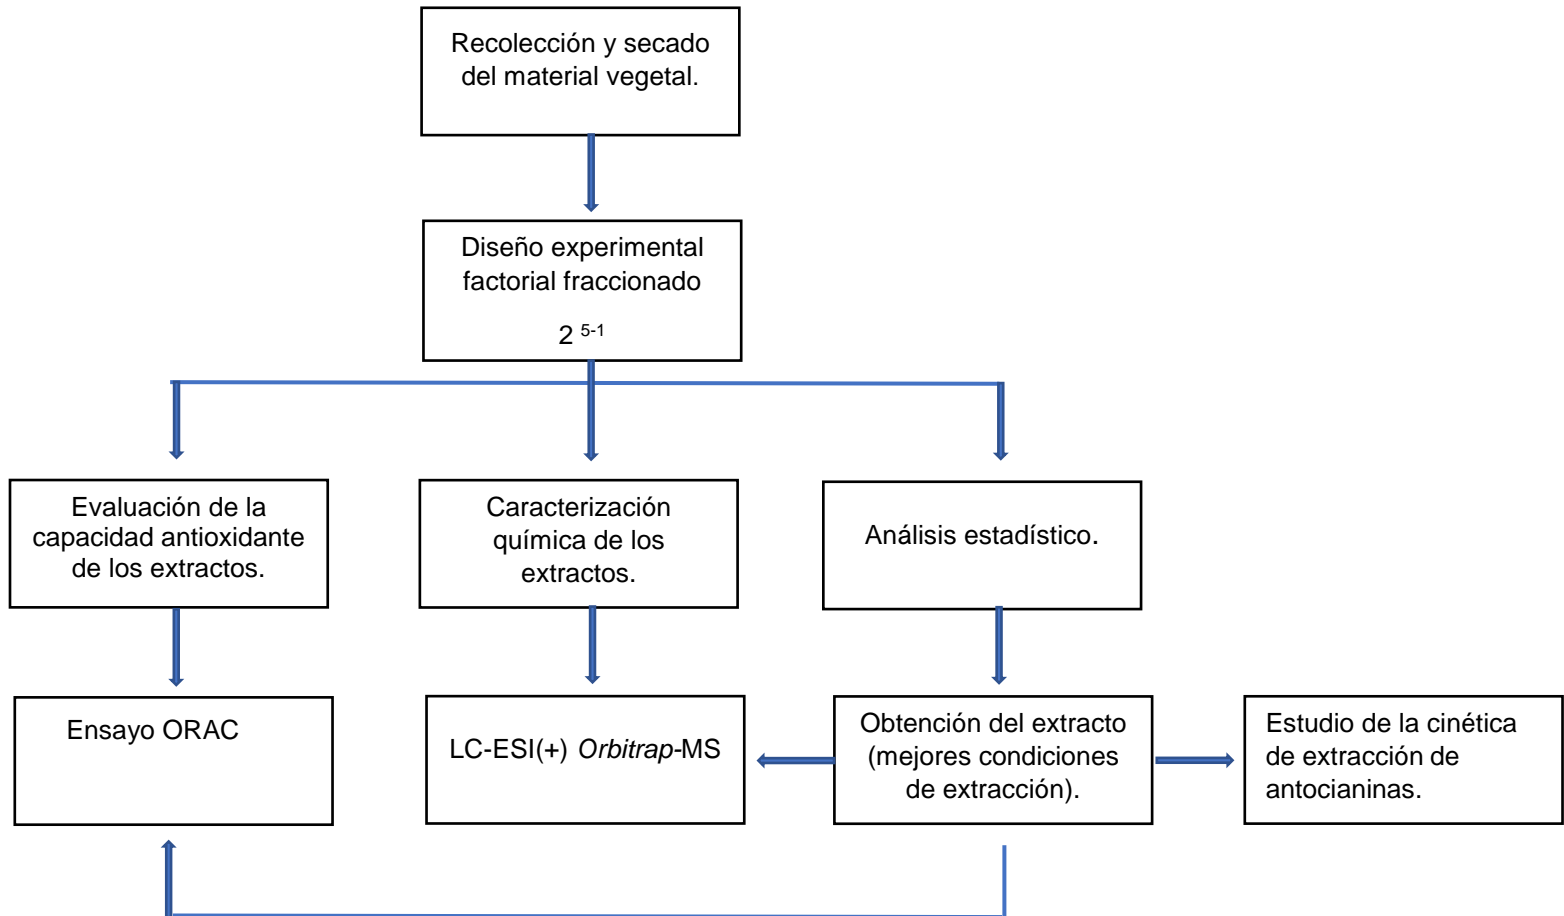 Recolección y secado
del material vegetal.
Diseño experimental
factorial fraccionado
2 5-1
Evaluación de la
capacidad antioxidante
de los extractos.
Caracterización
química de los
extractos.
Análisis estadístico.
Ensayo ORAC
LC-ESI(+) Orbitrap-MS
Obtención del extracto
(mejores condiciones
de extracción).
Estudio de la cinética
de extracción de
antocianinas.